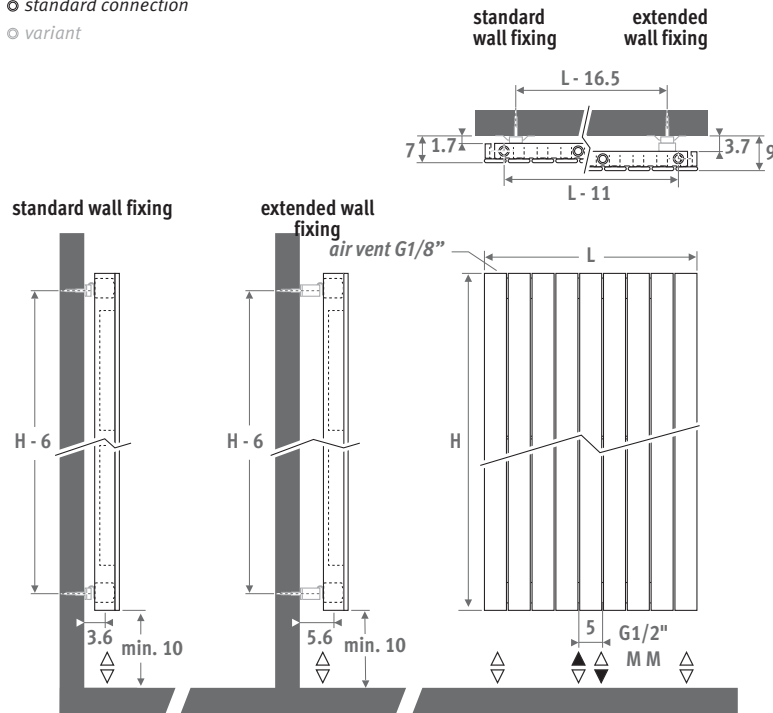 standard connection
variant
standard
wall fixing
extended
wall fixing
L - 16.5
7
1.7
3.7
9
L - 11
standard wall fixing
extended wall
fixing
air vent G1/8”
L
H - 6
H - 6
H
3.6
min. 10
5.6
min. 10
5
G1/2"
M M